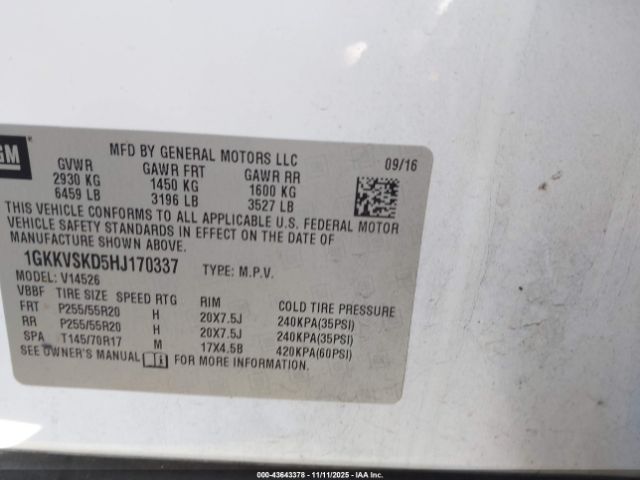 GM
MFD BY GENERAL MOTORS LLC 09/16
GVWR GAWR FRT GAWR RR
2930 KG 1450 KG 1600 KG
6459 LB 3196 LB 3527 LB
THIS VEHICLE CONFORMS TO ALL APPLICABLE U.S. FEDERAL MOTOR
VEHICLE SAFETY STANDARDS IN EFFECT ON THE DATE OF
MANUFACTURE SHOWN ABOVE.
1GKKVSKD5HJ170337 TYPE: M.P.V.
MODEL: V14526
VBBF TIRE SIZE SPEED RTG RIM COLD TIRE PRESSURE
FRT P255/55R20 H 20X7.5J 240KPA(35PSI)
RR P255/55R20 H 20X7.5J 240KPA(35PSI)
SPA T145/70R17 M 17X4.5B 420KPA(60PSI)
SEE OWNER'S MANUAL FOR MORE INFORMATION.
000-43643378 - 11/11/2025 - IAA Inc.